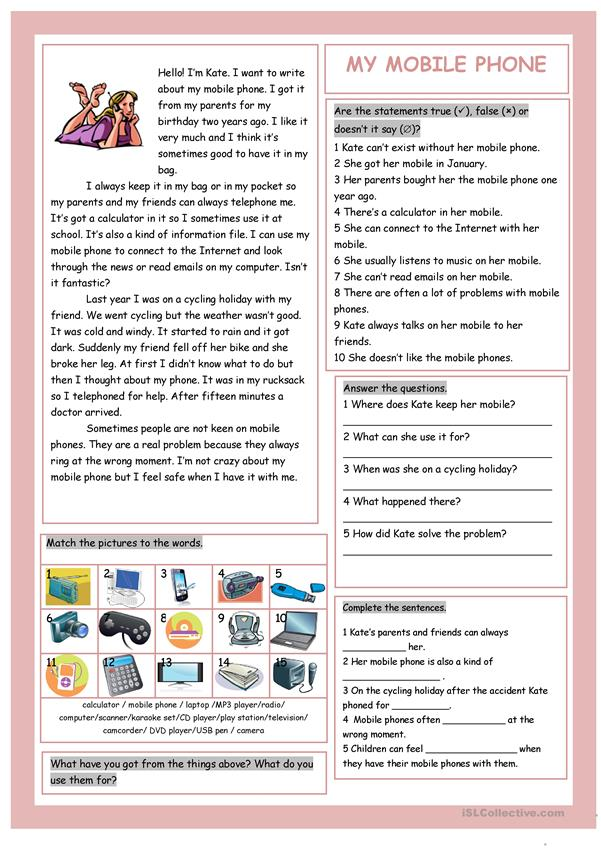 MY MOBILE PHONE
Hello! I'm Kate. I want to write
about my mobile phone. I got it
from my parents for my
birthday two years ago. I like it
very much and I think it's
sometimes good to have it in my
bag.
I always keep it in my bag or in my pocket so
my parents and my friends can always telephone me.
It's got a calculator in it so I sometimes use it at
school. It's also a kind of information file. I can use my
mobile phone to connect to the Internet and look
through the news or read emails on my computer. Isn't
it fantastic?
Last year I was on a cycling holiday with my
friend. We went cycling but the weather wasn't good.
It was cold and windy. It started to rain and it got
dark. Suddenly my friend fell off her bike and she
broke her leg. At first I didn't know what to do but
then I thought about my phone. It was in my rucksack
so I telephoned for help. After fifteen minutes a
doctor arrived.
Sometimes people are not keen on mobile
phones. They are a real problem because they always
ring at the wrong moment. I'm not crazy about my
mobile phone but I feel safe when I have it with me.
Are the statements true (✓), false (×) or
doesn't it say (∅)?
1 Kate can't exist without her mobile phone.
2 She got her mobile in January.
3 Her parents bought her the mobile phone one
year ago.
4 There's a calculator in her mobile.
5 She can connect to the Internet with her
mobile.
6 She usually listens to music on her mobile.
7 She can't read emails on her mobile.
8 There are often a lot of problems with mobile
phones.
9 Kate always talks on her mobile to her
friends.
10 She doesn't like the mobile phones.
Answer the questions.
1 Where does Kate keep her mobile?
2 What can she use it for?
3 When was she on a cycling holiday?
4 What happened there?
5 How did Kate solve the problem?
Match the pictures to the words.
1 2 3 4 5
6 7 8 9 10
11 12 13 14 15
calculator / mobile phone / laptop /MP3 player/radio/
computer/scanner/karaoke set/CD player/play station/television/
camcorder/ DVD player/USB pen / camera
What have you got from the things above? What do you
use them for?
Complete the sentences.
1 Kate's parents and friends can always
____________ her.
2 Her mobile phone is also a kind of
__________________ .
3 On the cycling holiday after the accident Kate
phoned for __________.
4 Mobile phones often ____________ at the
wrong moment.
5 Children can feel _________________ when
they have their mobile phones with them.
iSLCollective.com